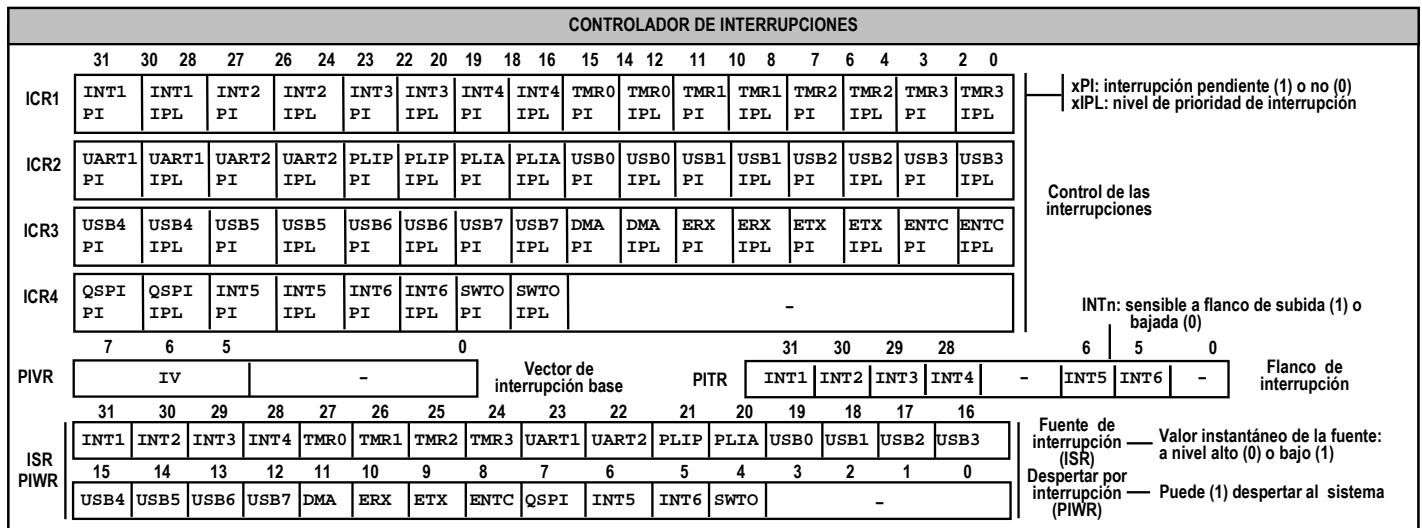 CONTROLADOR DE INTERRUPCIONES
31 30 28 27 26 24 23 22 20 19 18 16 15 14 12 11 10 8 7 6 4 3 2 0
ICR1 INT1 PI INT1 IPL INT2 PI INT2 IPL INT3 PI INT3 IPL INT4 PI INT4 IPL TMR0 PI TMR0 IPL TMR1 PI TMR1 IPL TMR2 PI TMR2 IPL TMR3 PI TMR3 IPL
xPI: interrupción pendiente (1) o no (0)
xIPL: nivel de prioridad de interrupción
ICR2 UART1 PI UART1 IPL UART2 PI UART2 IPL PLIP PI PLIP IPL PLIA PI PLIA IPL USB0 PI USB0 IPL USB1 PI USB1 IPL USB2 PI USB2 IPL USB3 PI USB3 IPL
Control de las
interrupciones
ICR3 USB4 PI USB4 IPL USB5 PI USB5 IPL USB6 PI USB6 IPL USB7 PI USB7 IPL DMA PI DMA IPL ERX PI ERX IPL ETX PI ETX IPL ENTC PI ENTC IPL
ICR4 QSPI PI QSPI IPL INT5 PI INT5 IPL INT6 PI INT6 IPL SWTO PI SWTO IPL –
INTn: sensible a flanco de subida (1) o
bajada (0)
7 6 5 0
PIVR IV –
Vector de
interrupción base
31 30 29 28 6 5 0
PITR INT1 INT2 INT3 INT4 – INT5 INT6 –
Flanco de
interrupción
31 30 29 28 27 26 25 24 23 22 21 20 19 18 17 16
INT1 INT2 INT3 INT4 TMR0 TMR1 TMR2 TMR3 UART1 UART2 PLIP PLIA USB0 USB1 USB2 USB3
ISR
PIWR
15 14 13 12 11 10 9 8 7 6 5 4 3 2 1 0
USB4 USB5 USB6 USB7 DMA ERX ETX ENTC QSPI INT5 INT6 SWTO –
Fuente de
interrupción
(ISR)
Valor instantáneo de la fuente:
a nivel alto (0) o bajo (1)
Despertar por
interrupción
(PIWR)
Puede (1) despertar al sistema